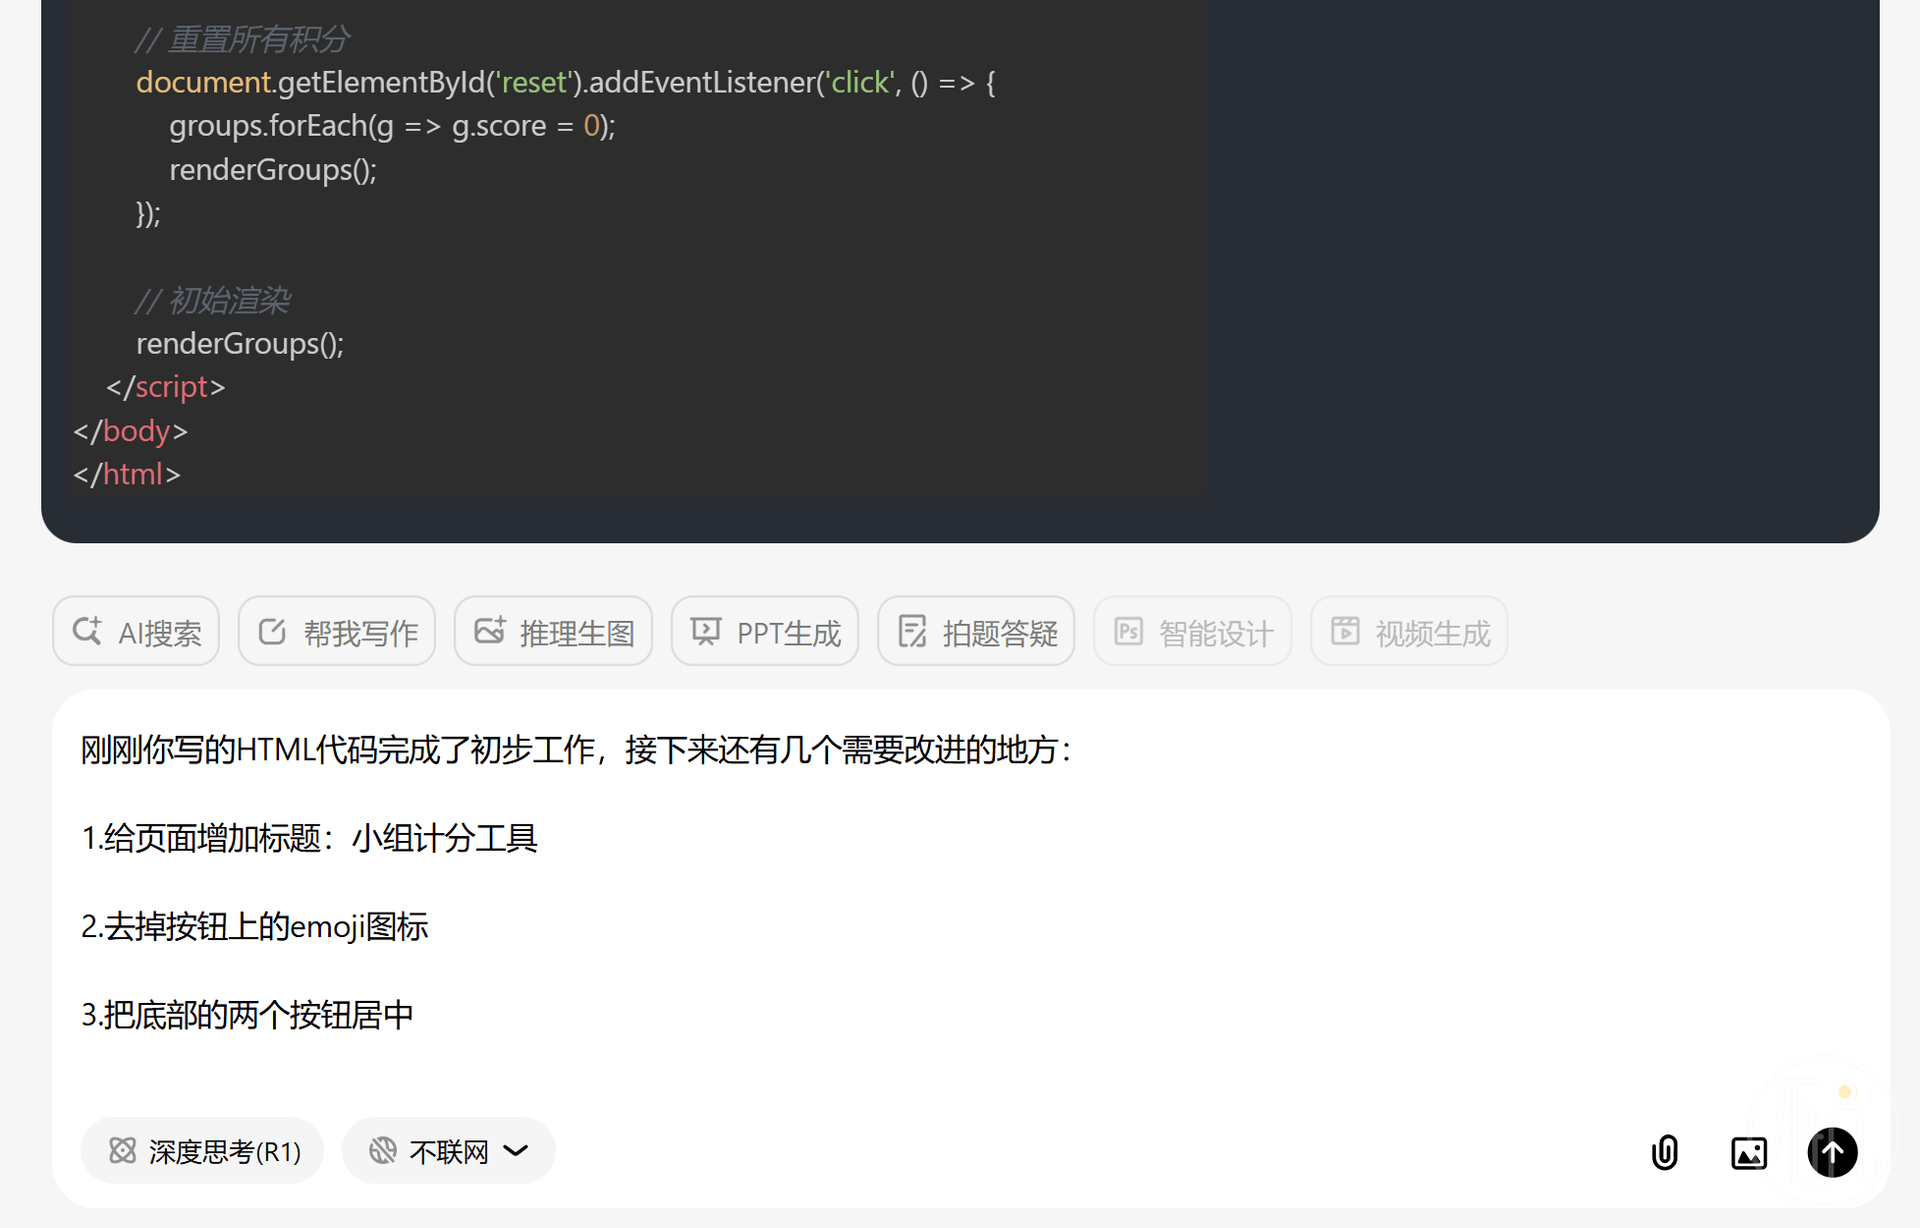 // 重置所有积分
document.getElementById('reset').addEventListener('click', () => {
groups.forEach(g => g.score = 0);
renderGroups();
});
// 初始渲染
renderGroups();
</script>
</body>
</html>
AI搜索 帮我写作 推理生图 PPT生成 拍题答疑 智能设计 视频生成
刚刚你写的HTML代码完成了初步工作，接下来还有几个需要改进的地方：
1.给页面增加标题：小组计分工具
2.去掉按钮上的emoji图标
3.把底部的两个按钮居中
深度思考(R1) 不联网